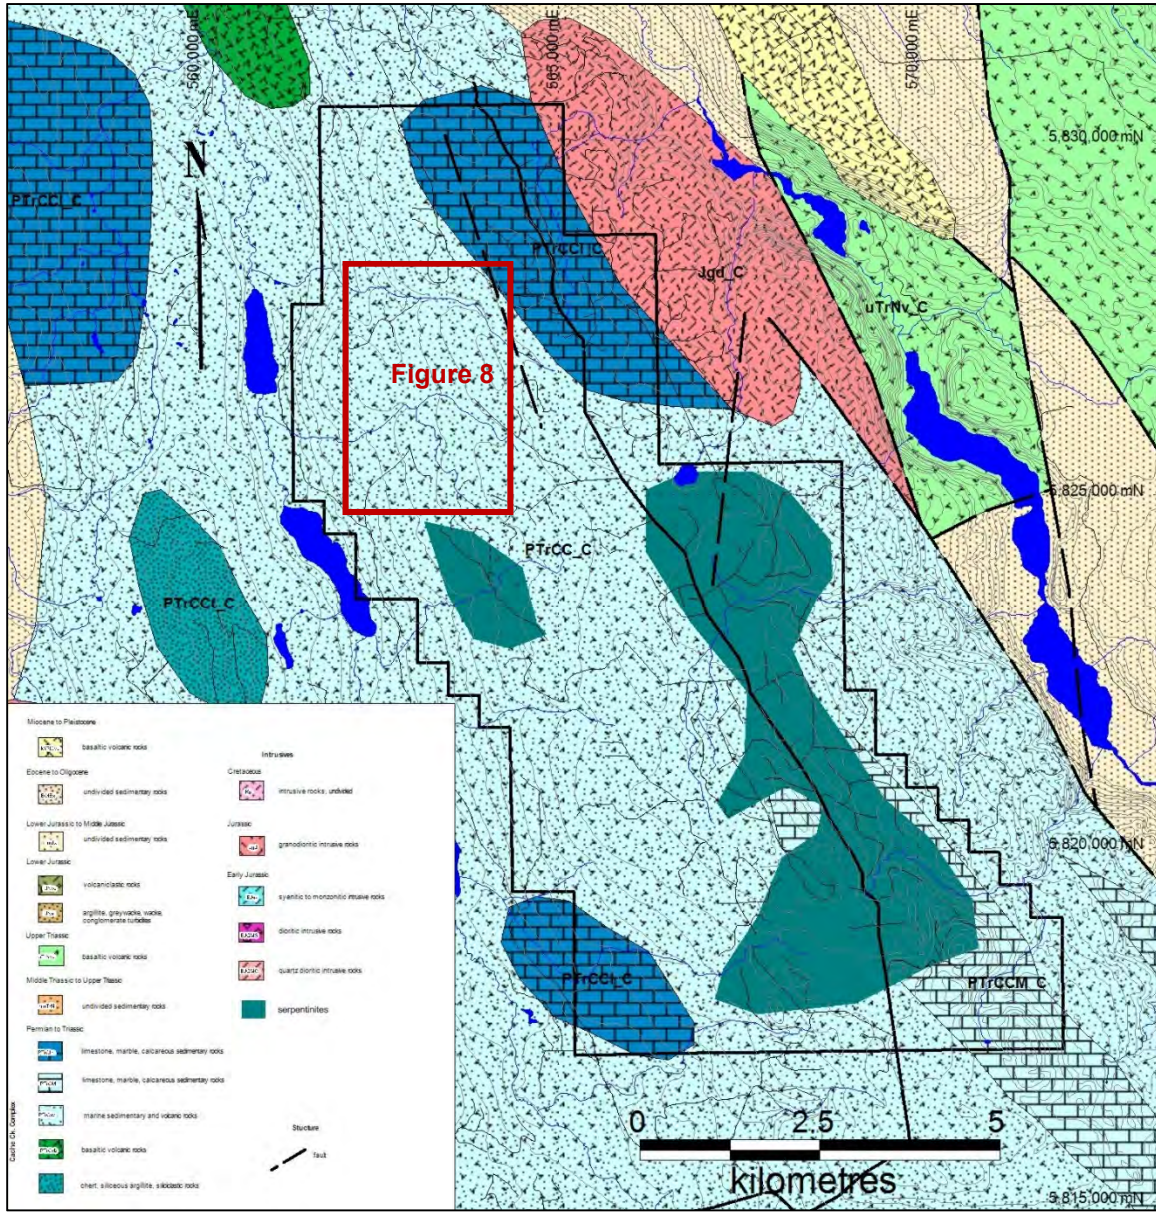 560,000 mE
565,000 mE
570,000 mE
5,830,000 mN
N
PTrCCl_C
PTrCCl_C
Jgd_C
uTrNv_C
Figure 8
5,825,000 mN
PTrCC_C
PTrCCl_C
5,820,000 mN
PTrCCl_C
PTrCCM_C
0 2.5 5
kilometres
5,815,000 mN
Miocene to Pleistocene
basaltic volcanic rocks
Eocene to Oligocene
undivided sedimentary rocks
Lower Jurassic to Middle Jurassic
undivided sedimentary rocks
Lower Jurassic
volcaniclastic rocks
argillite, greywacke, wacke,
conglomerate turbidites
Upper Triassic
basaltic volcanic rocks
Middle Triassic to Upper Triassic
undivided sedimentary rocks
Permian to Triassic
limestone, marble, calcareous sedimentary rocks
limestone, marble, calcareous sedimentary rocks
marine sedimentary and volcanic rocks
basaltic volcanic rocks
chert, siliceous argillite, siliciclastic rocks
Cache Ck. Complex
Intrusives
Cretaceous
intrusive rocks, undivided
Jurassic
granodioritic intrusive rocks
Early Jurassic
syenitic to monzonitic intrusive rocks
dioritic intrusive rocks
quartz dioritic intrusive rocks
serpentinites
Stucture
fault